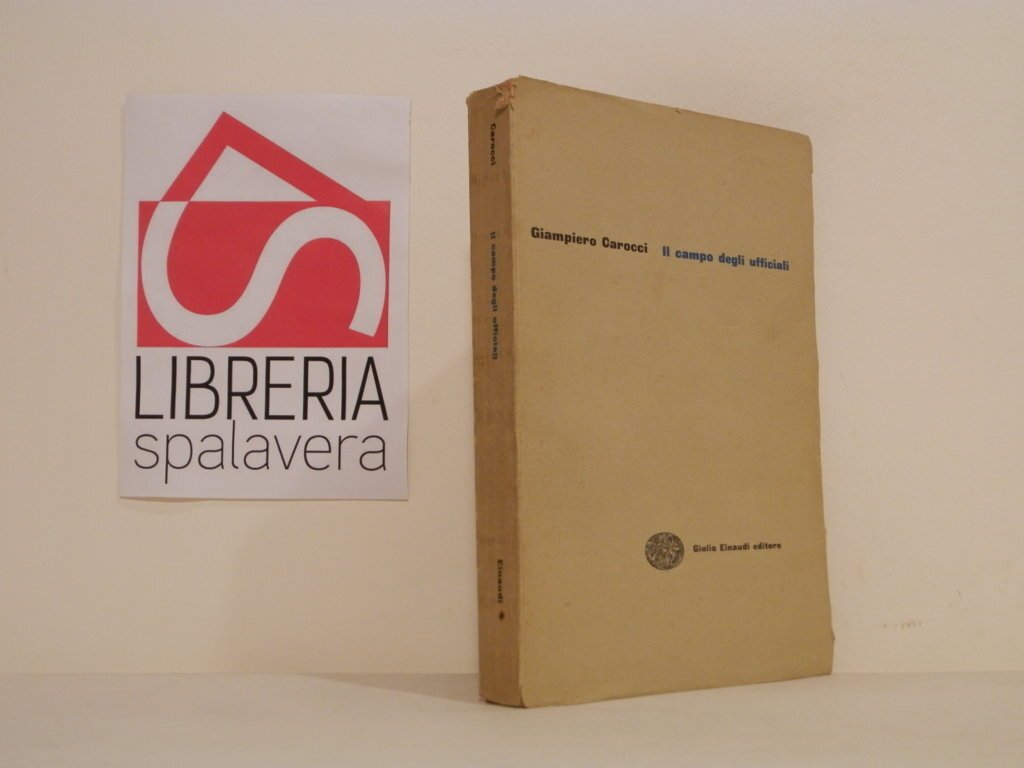 LIBRERIA
spalavera
Carocci Il campo degli ufficiali Einaudi
Giampiero Carocci Il campo degli ufficiali
Giulio Einaudi editore